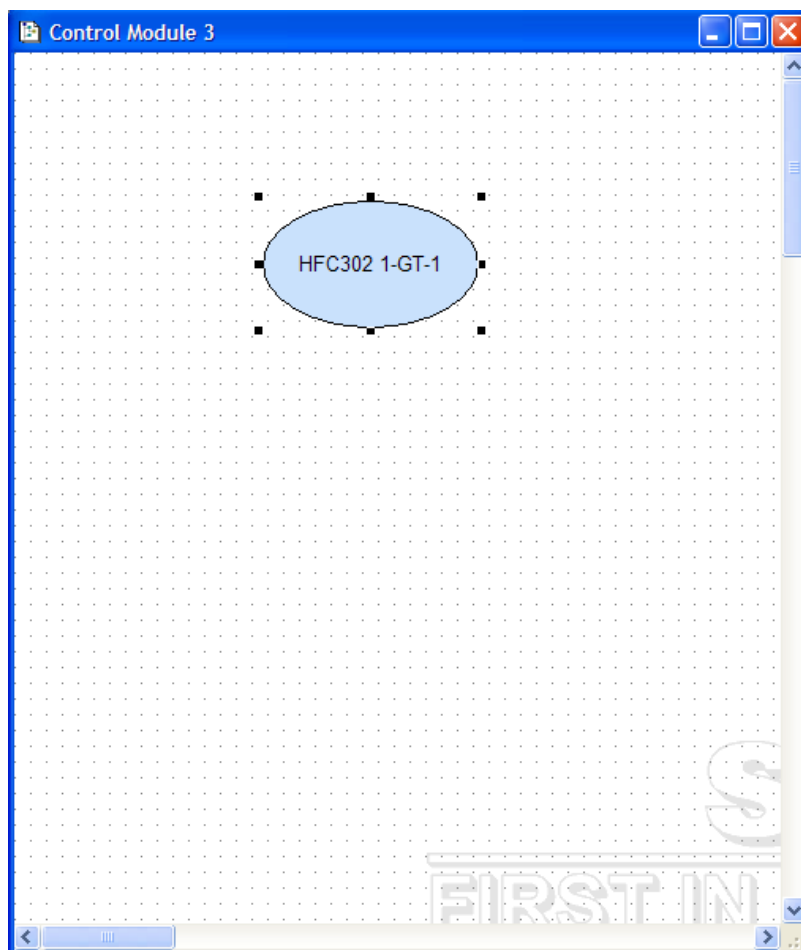 Control Module 3
HFC302 1-GT-1
S
FIRST IN